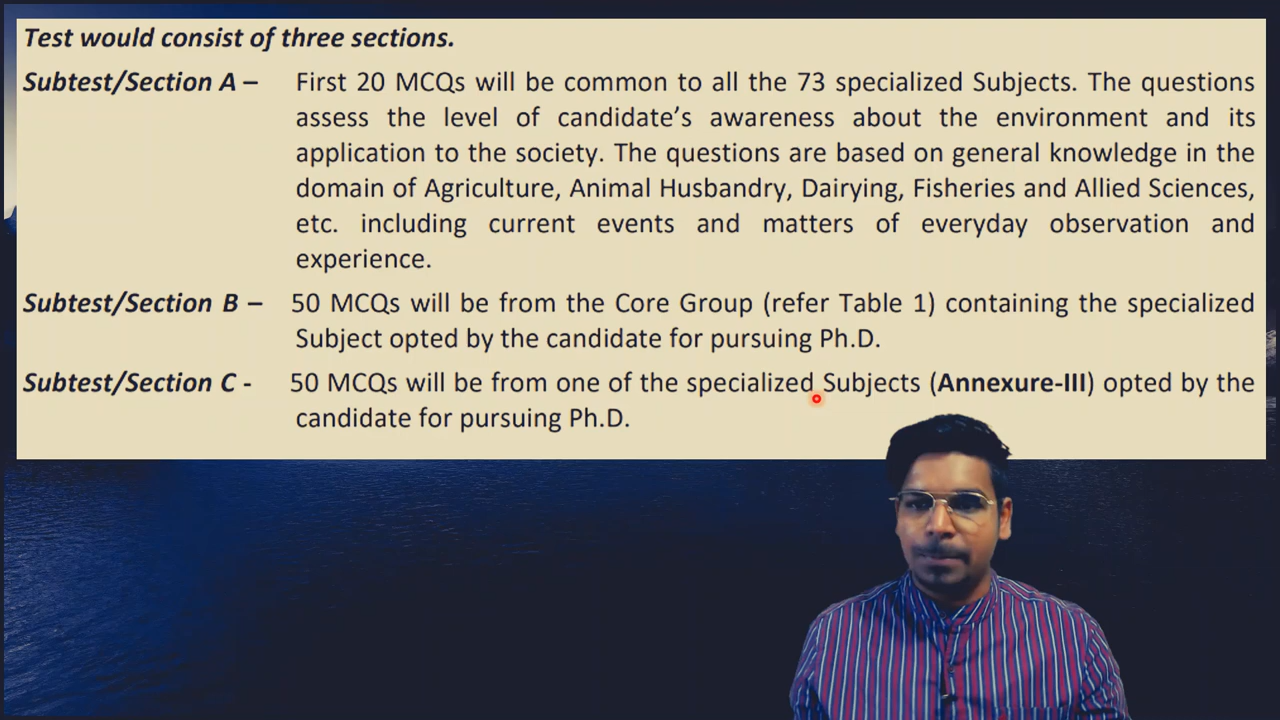 Test would consist of three sections.
Subtest/Section A – First 20 MCQs will be common to all the 73 specialized Subjects. The questions
assess the level of candidate’s awareness about the environment and its
application to the society. The questions are based on general knowledge in the
domain of Agriculture, Animal Husbandry, Dairying, Fisheries and Allied Sciences,
etc. including current events and matters of everyday observation and
experience.
Subtest/Section B – 50 MCQs will be from the Core Group (refer Table 1) containing the specialized
Subject opted by the candidate for pursuing Ph.D.
Subtest/Section C - 50 MCQs will be from one of the specialized Subjects (Annexure-III) opted by the
candidate for pursuing Ph.D.